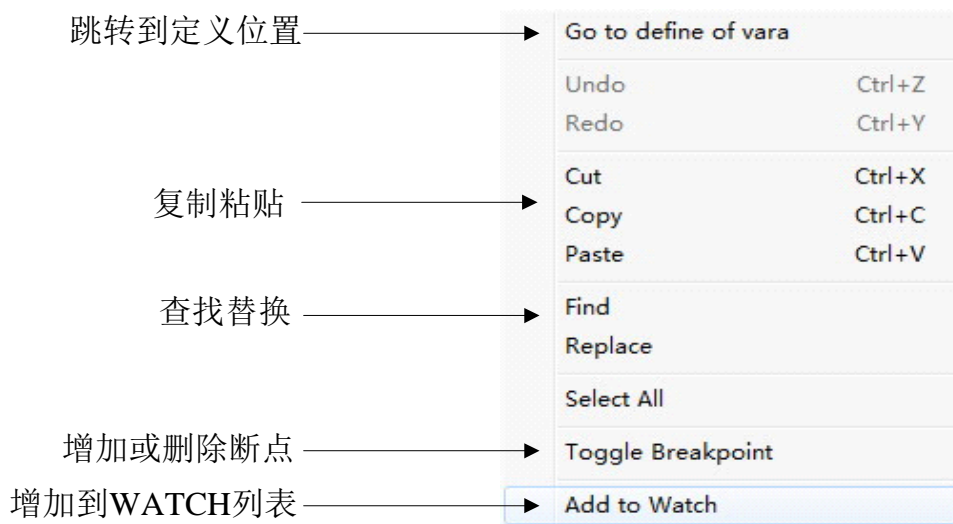 跳转到定义位置 Go to define of vara
Undo Ctrl+Z
Redo Ctrl+Y
Cut Ctrl+X
复制粘贴 Copy Ctrl+C
Paste Ctrl+V
查找替换 Find
Replace
Select All
增加或删除断点 Toggle Breakpoint
增加到WATCH列表 Add to Watch